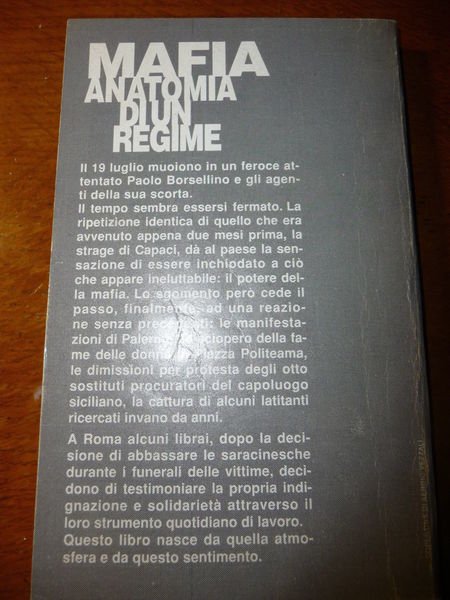 MAFIA
ANATOMIA
DI UN
REGIME
Il 19 luglio muoiono in un feroce at-
tentato Paolo Borsellino e gli agen-
ti della sua scorta.
Il tempo sembra essersi fermato. La
ripetizione identica di quello che era
avvenuto appena due mesi prima, la
strage di Capaci, dà al paese la sen-
sazione di essere inchiodato a ciò
che appare ineluttabile: il potere del-
la mafia. Lo sgomento però cede il
passo, finalmente, ad una reazio-
ne senza precedenti: le manifesta-
zioni di Palermo, lo sciopero della fa-
me delle donne in Piazza Politeama,
le dimissioni per protesta degli otto
sostituti procuratori del capoluogo
siciliano, la cattura di alcuni latitanti
ricercati invano da anni.
A Roma alcuni librai, dopo la deci-
sione di abbassare le saracinesche
durante i funerali delle vittime, deci-
dono di testimoniare la propria indi-
gnazione e solidarietà attraverso il
loro strumento quotidiano di lavoro.
Questo libro nasce da quella atmo-
sfera e da questo sentimento.